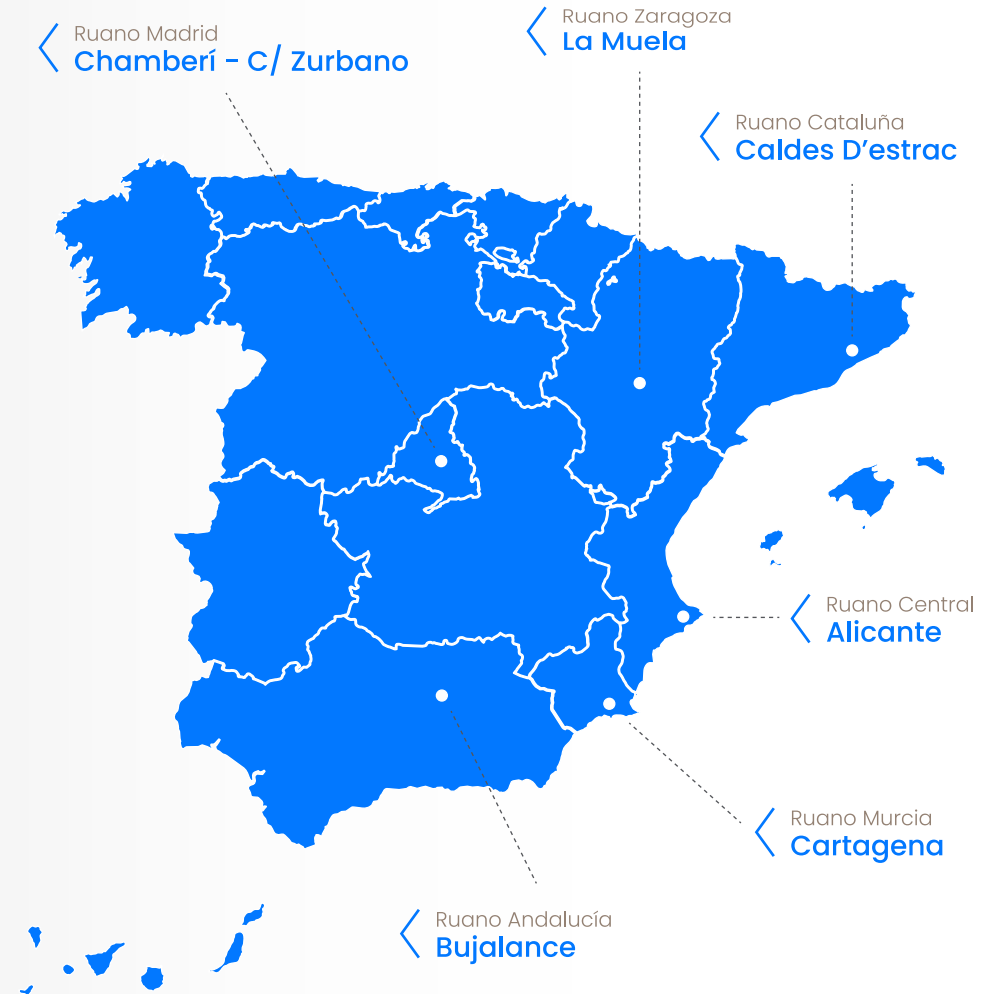 Ruano Madrid
Chamberí - C/ Zurbano
Ruano Zaragoza
La Muela
Ruano Cataluña
Caldes D’estrac
Ruano Central
Alicante
Ruano Murcia
Cartagena
Ruano Andalucía
Bujalance